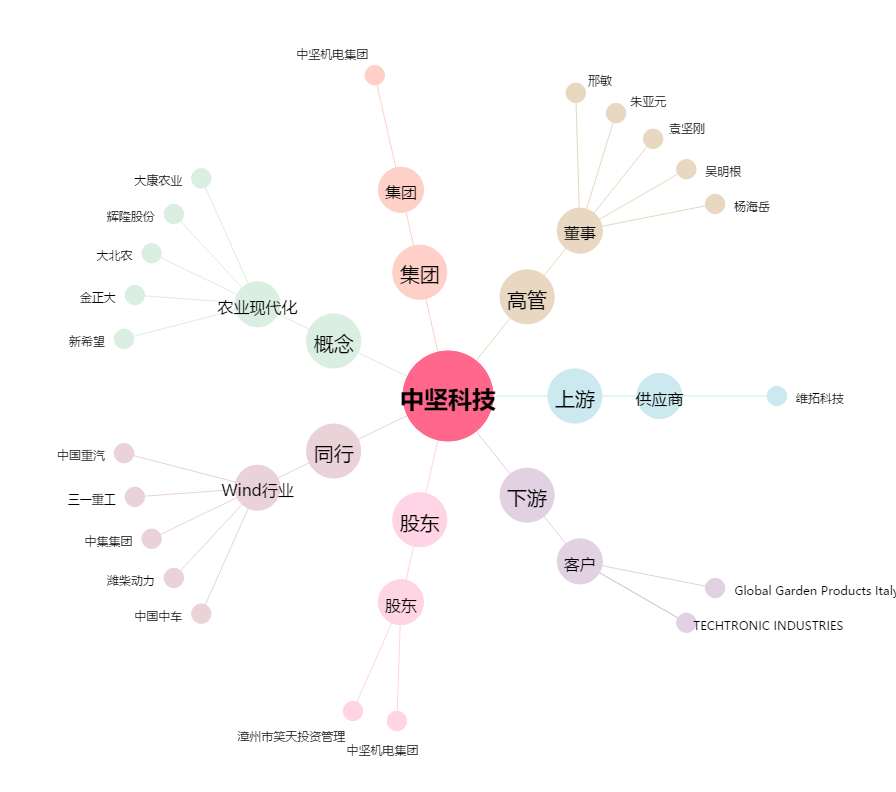 中坚机电集团
邢敏
朱亚元
袁坚刚
吴明根
杨海岳
大康农业
辉隆股份
大北农
金正大
新希望
集团
集团
董事
高管
农业现代化
概念
中坚科技
上游
供应商
维拓科技
同行
Wind行业
中国重汽
三一重工
中集集团
潍柴动力
中国中车
下游
客户
Global Garden Products Italy
TECHTRONIC INDUSTRIES
股东
股东
漳州市笑天投资管理
中坚机电集团